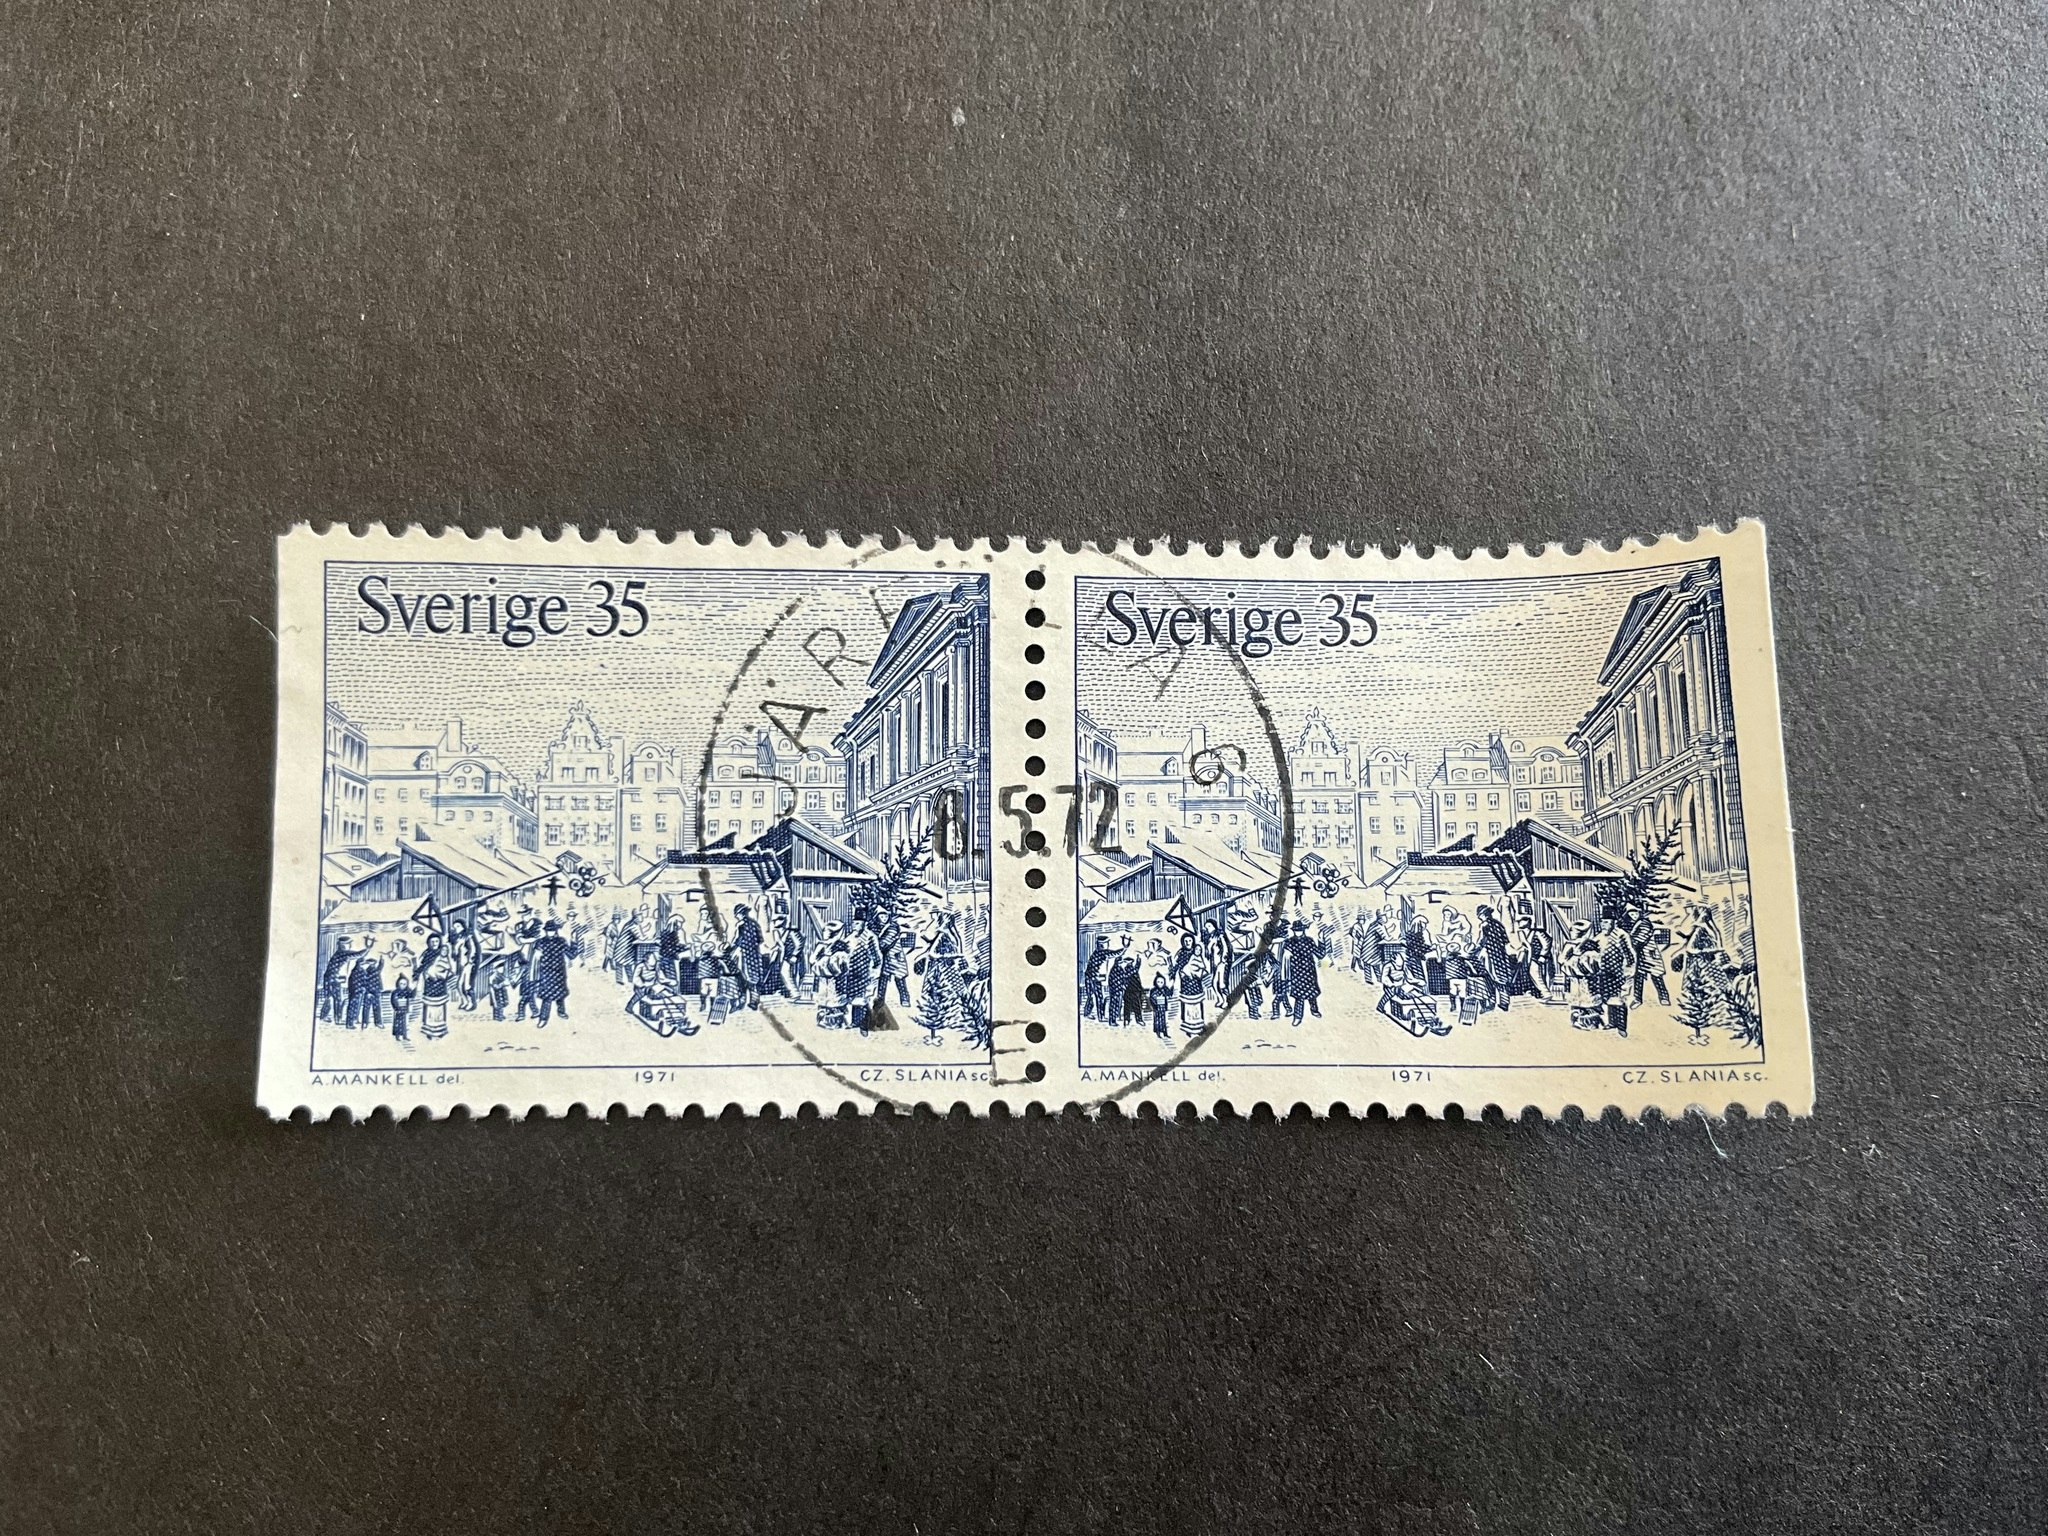 Sverige 35
Sverige 35
8.5.72
A. MANKELL del.
1971
CZ. SLANIA sc.
A. MANKELL del.
1971
CZ. SLANIA sc.